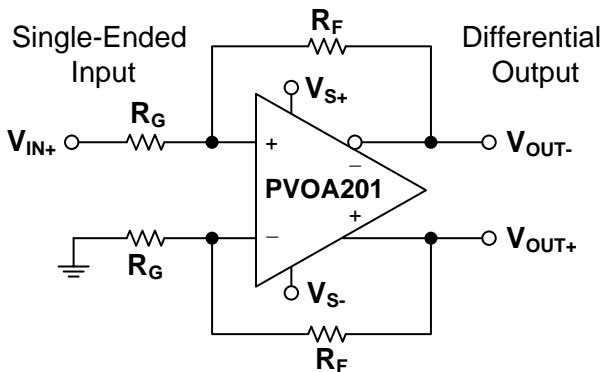 Single-Ended
Input
R_F
Differential
Output
V_S+
R_G
V_IN+
+
−
V_OUT-
PVOA201
+
−
V_OUT+
R_G
V_S-
R_F